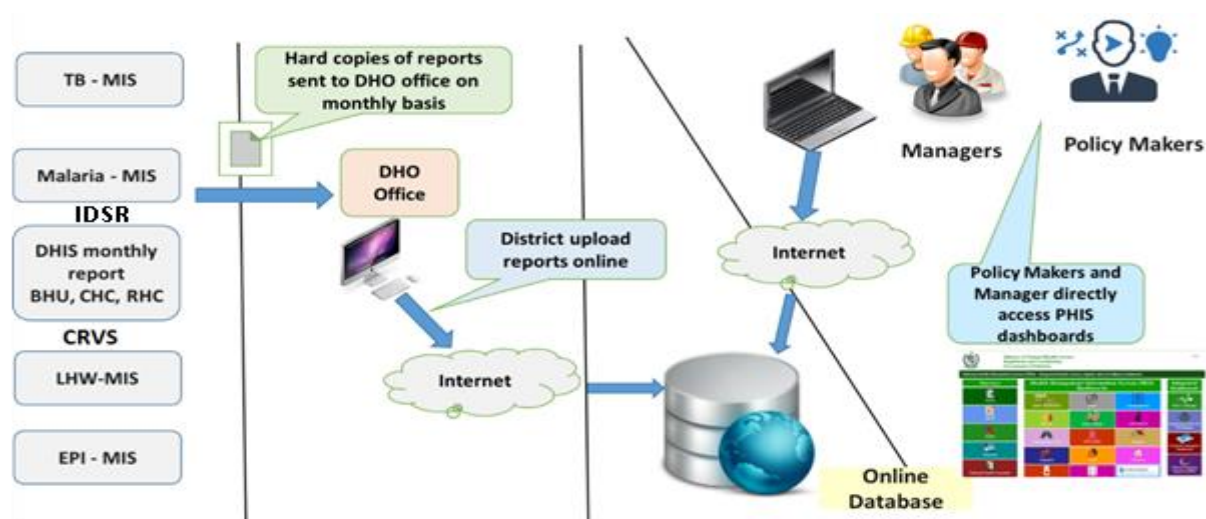 TB - MIS
Malaria - MIS
IDSR
DHIS monthly
report
BHU, CHC, RHC
CRVS
LHW-MIS
EPI - MIS
Hard copies of reports
sent to DHO office on
monthly basis
DHO
Office
District upload
reports online
Internet
Internet
Managers
Policy Makers
Policy Makers and
Manager directly
access PHIS
dashboards
Online
Database